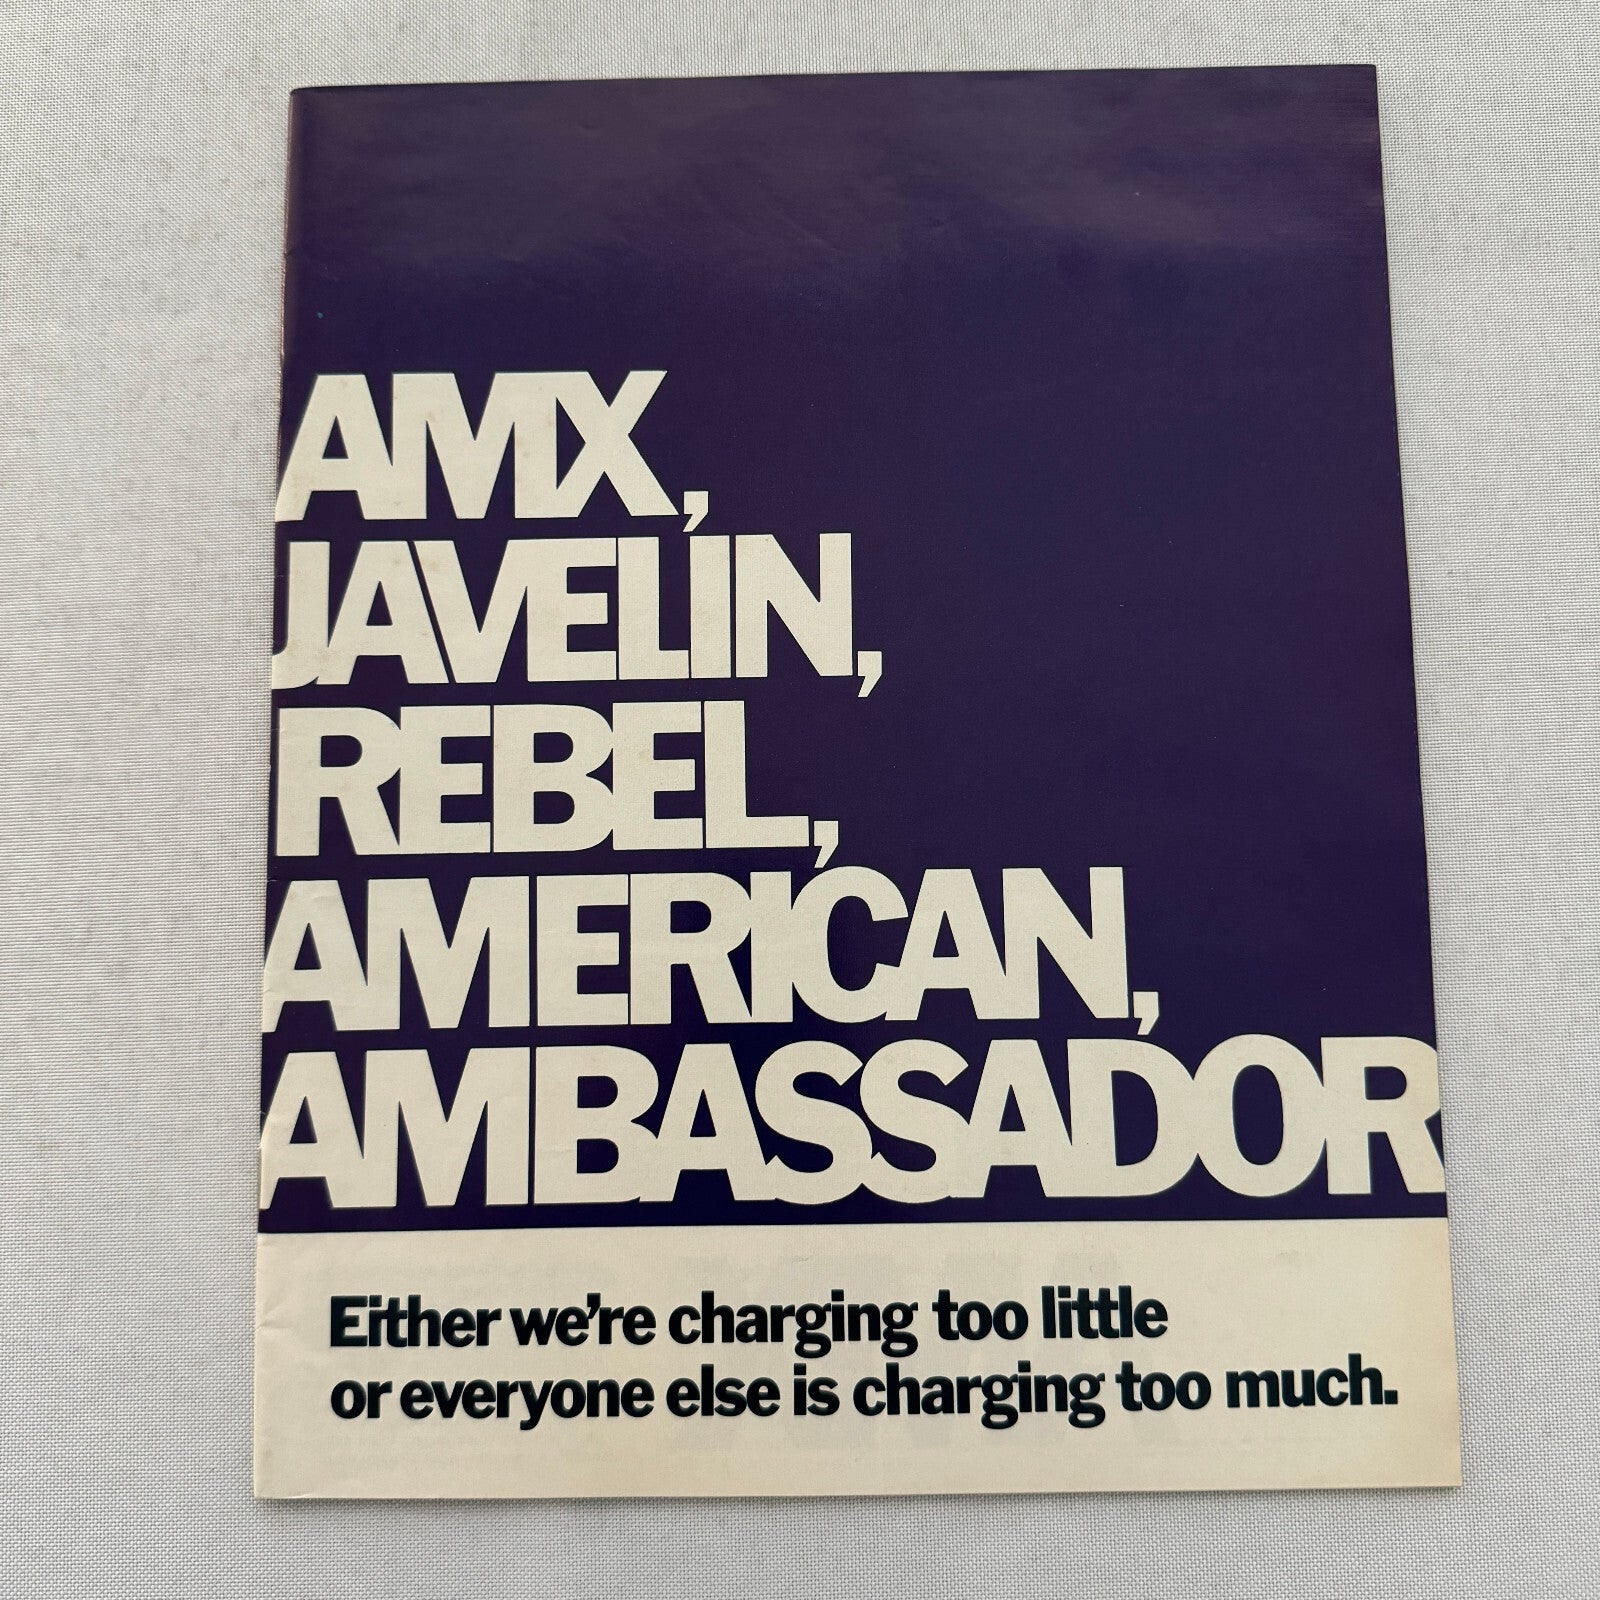 AMX,
JAVELIN,
REBEL,
AMERICAN,
AMBASSADOR
Either we're charging too little
or everyone else is charging too much.